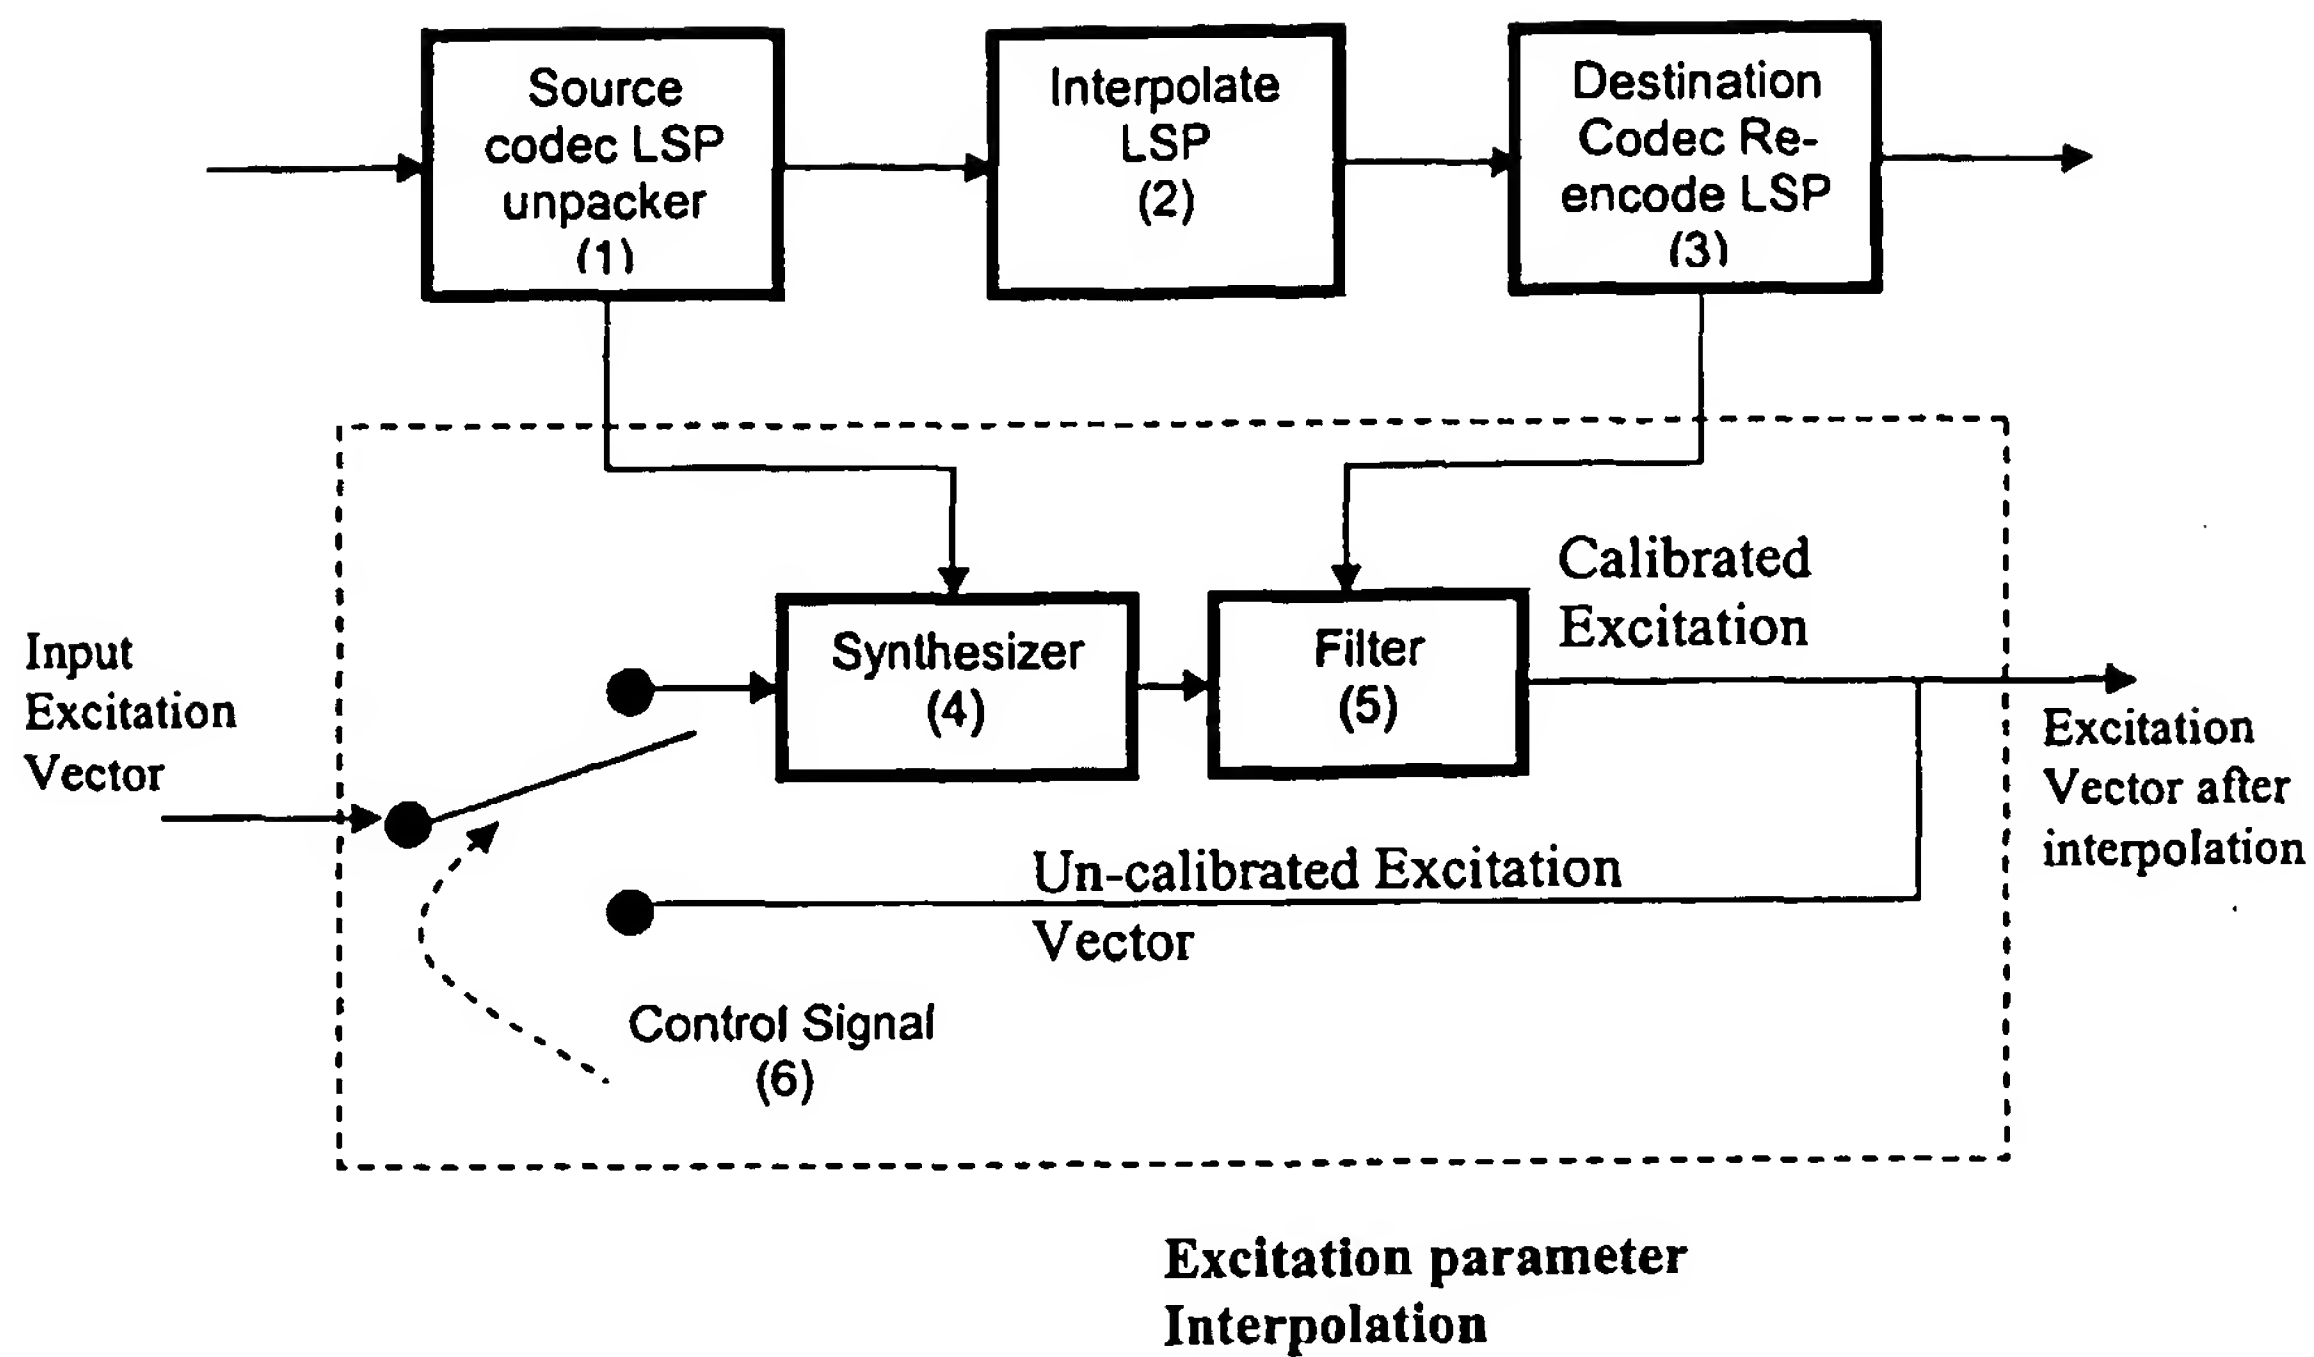 Source
codec LSP
unpacker
(1)
Interpolate
LSP
(2)
Destination
Codec Re-
encode LSP
(3)
Calibrated
Excitation
Input
Excitation
Vector
Synthesizer
(4)
Filter
(5)
Excitation
Vector after
interpolation
Un-calibrated Excitation
Vector
Control Signal
(6)
Excitation parameter
Interpolation